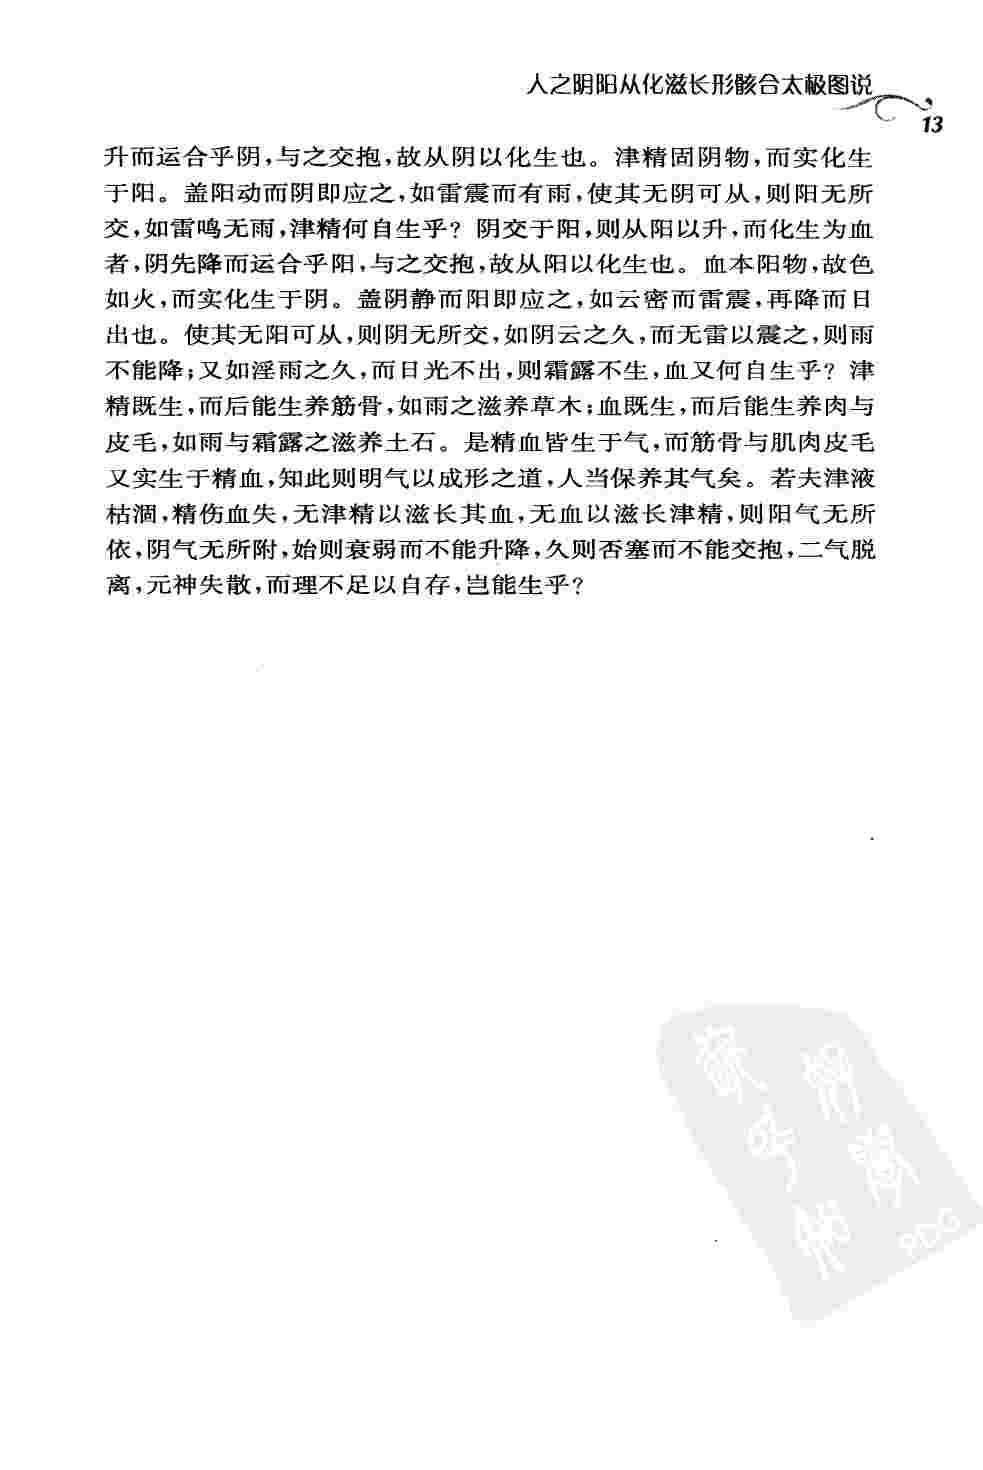 人之阴阳从化滋长形骸合太极图说
13
升而运合乎阴,与之交抱,故从阴以化生也。津精固阴物,而实化生
于阳。盖阳动而阴即应之,如雷震而有雨,使其无阴可从,则阳无所
交,如雷鸣无雨,津精何自生乎?阴交于阳,则从阳以升,而化生为血
者,阴先降而运合乎阳,与之交抱,故从阳以化生也。血本阳物,故色
如火,而实化生于阴。盖阴静而阳即应之,如云密而雷震,再降而日
出也。使其无阳可从,则阴无所交,如阴云之久,而无雷以震之,则雨
不能降;又如淫雨之久,而日光不出,则霜露不生,血又何自生乎?津
精既生,而后能生养筋骨,如雨之滋养草木;血既生,而后能生养肉与
皮毛,如雨与霜露之滋养土石。是精血皆生于气,而筋骨与肌肉皮毛
又实生于精血,知此则明气以成形之道,人当保养其气矣。若夫津液
枯涸,精伤血失,无津精以滋长其血,无血以滋长津精,则阳气无所
依,阴气无所附,始则衰弱而不能升降,久则否塞而不能交抱,二气脱
离,元神失散,而理不足以自存,岂能生乎?
PDG